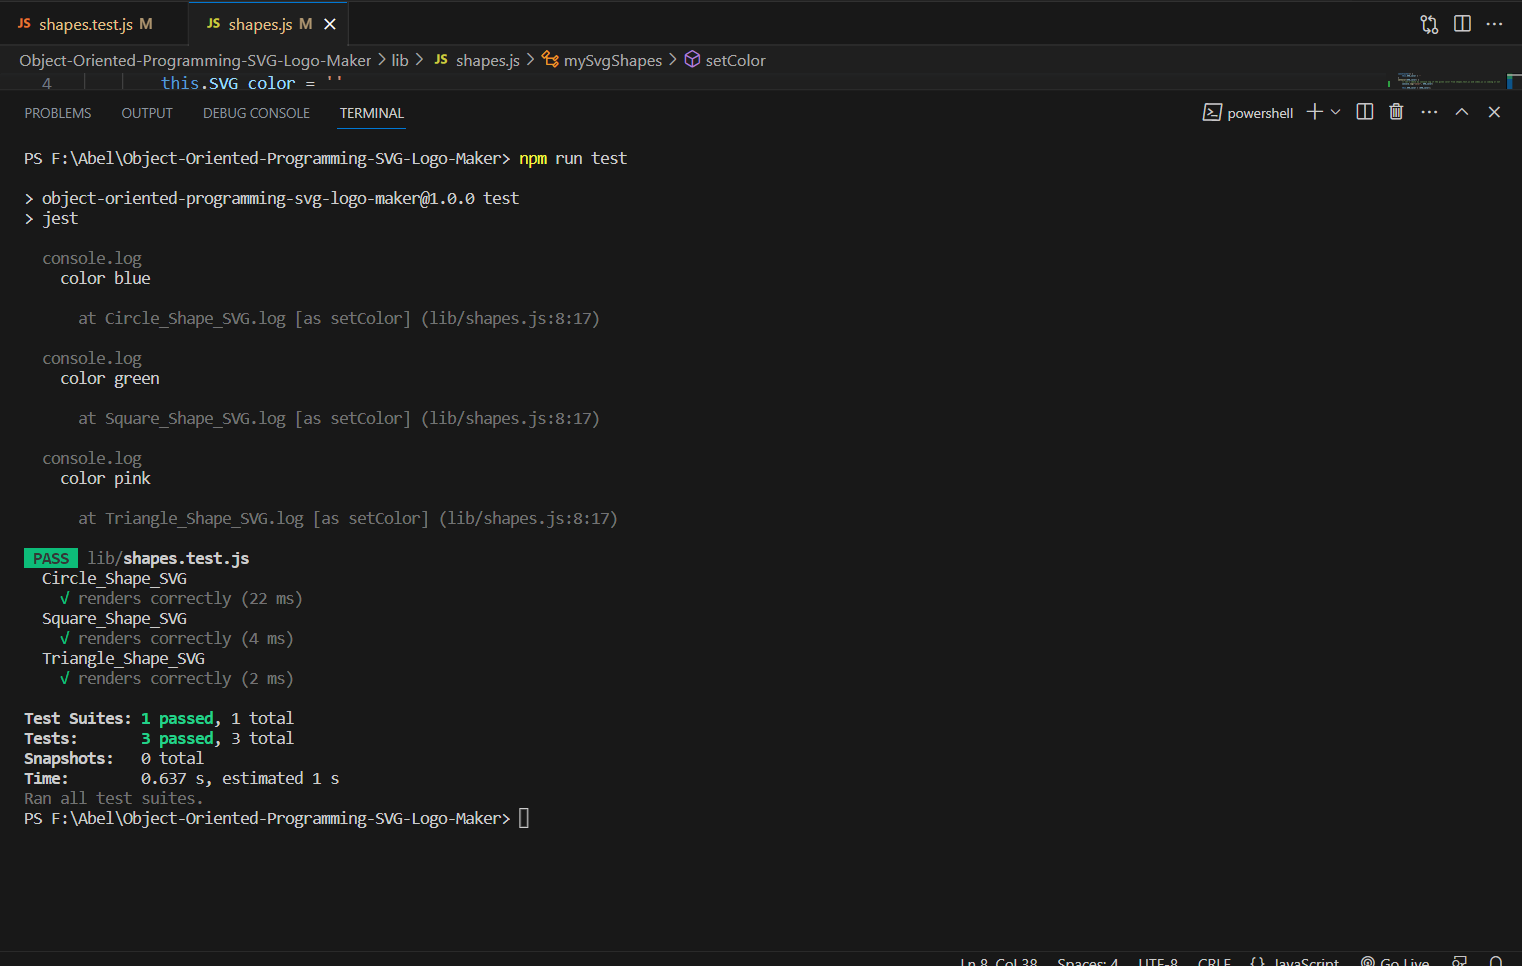 JS shapes.test.js M JS shapes.js M
Object-Oriented-Programming-SVG-Logo-Maker > lib > JS shapes.js > mySvgShapes > setColor
4 this.SVG_color = ''
PROBLEMS OUTPUT DEBUG CONSOLE TERMINAL powershell
PS F:\Abel\Object-Oriented-Programming-SVG-Logo-Maker> npm run test
> object-oriented-programming-svg-logo-maker@1.0.0 test
> jest
console.log
color blue
at Circle_Shape_SVG.log [as setColor] (lib/shapes.js:8:17)
console.log
color green
at Square_Shape_SVG.log [as setColor] (lib/shapes.js:8:17)
console.log
color pink
at Triangle_Shape_SVG.log [as setColor] (lib/shapes.js:8:17)
PASS lib/shapes.test.js
Circle_Shape_SVG
√ renders correctly (22 ms)
Square_Shape_SVG
√ renders correctly (4 ms)
Triangle_Shape_SVG
√ renders correctly (2 ms)
Test Suites: 1 passed, 1 total
Tests: 3 passed, 3 total
Snapshots: 0 total
Time: 0.637 s, estimated 1 s
Ran all test suites.
PS F:\Abel\Object-Oriented-Programming-SVG-Logo-Maker>
Ln 8, Col 38 Spaces: 4 UTF-8 CRLF {} JavaScript Go Live